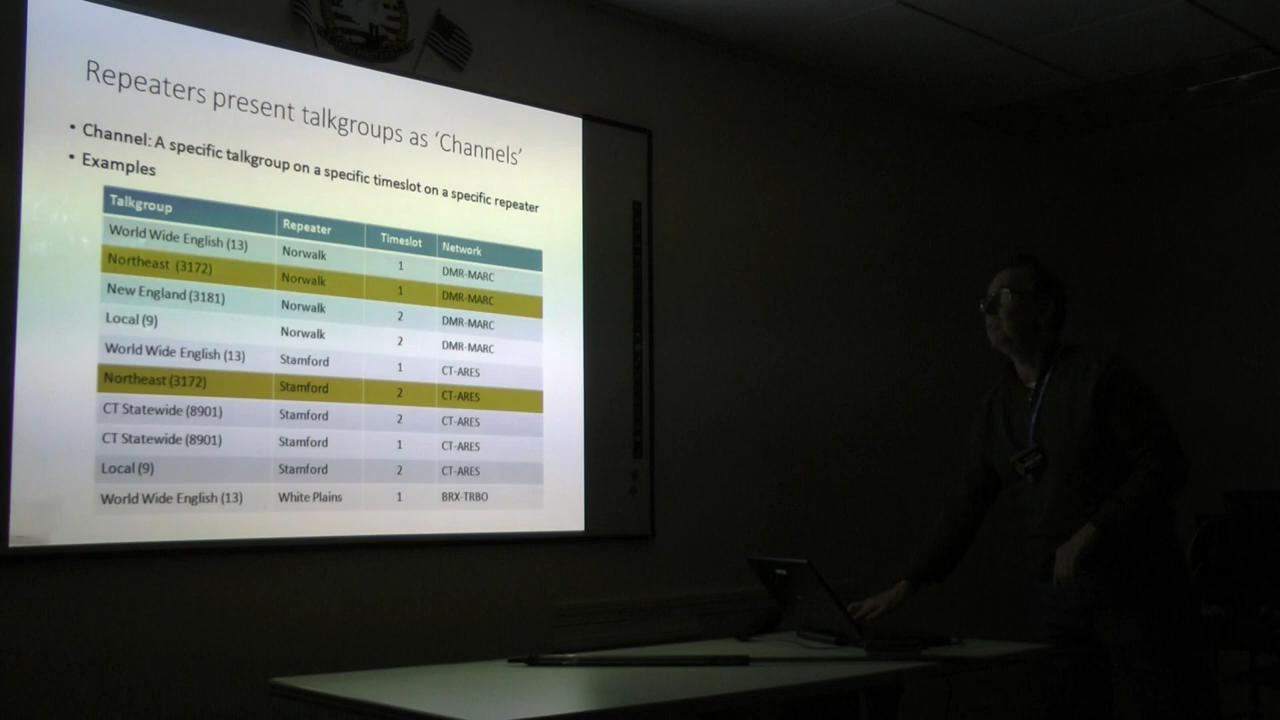 Repeaters present talkgroups as ‘Channels’
• Channel: A specific talkgroup on a specific timeslot on a specific repeater
• Examples
Talkgroup Repeater Timeslot Network
World Wide English (13) Norwalk 1 DMR-MARC
Northeast (3172) Norwalk 1 DMR-MARC
New England (3181) Norwalk 2 DMR-MARC
Local (9) Norwalk 2 DMR-MARC
World Wide English (13) Stamford 1 CT-ARES
Northeast (3172) Stamford 2 CT-ARES
CT Statewide (8901) Stamford 2 CT-ARES
CT Statewide (8901) Stamford 1 CT-ARES
Local (9) Stamford 2 CT-ARES
World Wide English (13) White Plains 1 BRX-TRBO